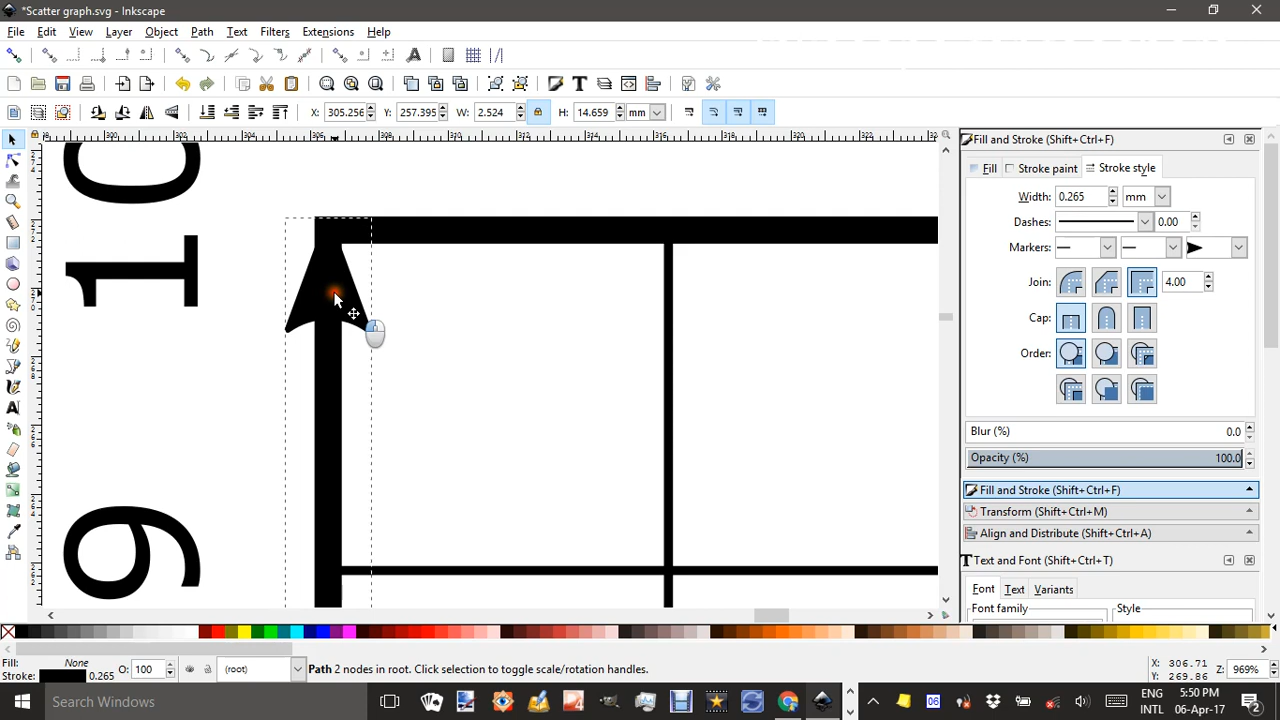 *Scatter graph.svg - Inkscape
File Edit View Layer Object Path Text Filters Extensions Help
X: 305.256 Y: 257.395 W: 2.524 H: 14.659 mm
Fill and Stroke (Shift+Ctrl+F)
Fill Stroke paint Stroke style
Width: 0.265 mm
Dashes: 0.00
Markers:
Join: 4.00
Cap:
Order:
Blur (%) 0.0
Opacity (%) 100.0
Fill and Stroke (Shift+Ctrl+F)
Transform (Shift+Ctrl+M)
Align and Distribute (Shift+Ctrl+A)
Text and Font (Shift+Ctrl+T)
Font Text Variants
Font family Style
10
9
Fill: None
Stroke: 0.265
O: 100
(root)
Path 2 nodes in root. Click selection to toggle scale/rotation handles.
X: 306.71
Y: 269.86
Z: 969%
Search Windows
06
ENG
INTL
5:50 PM
06-Apr-17
2